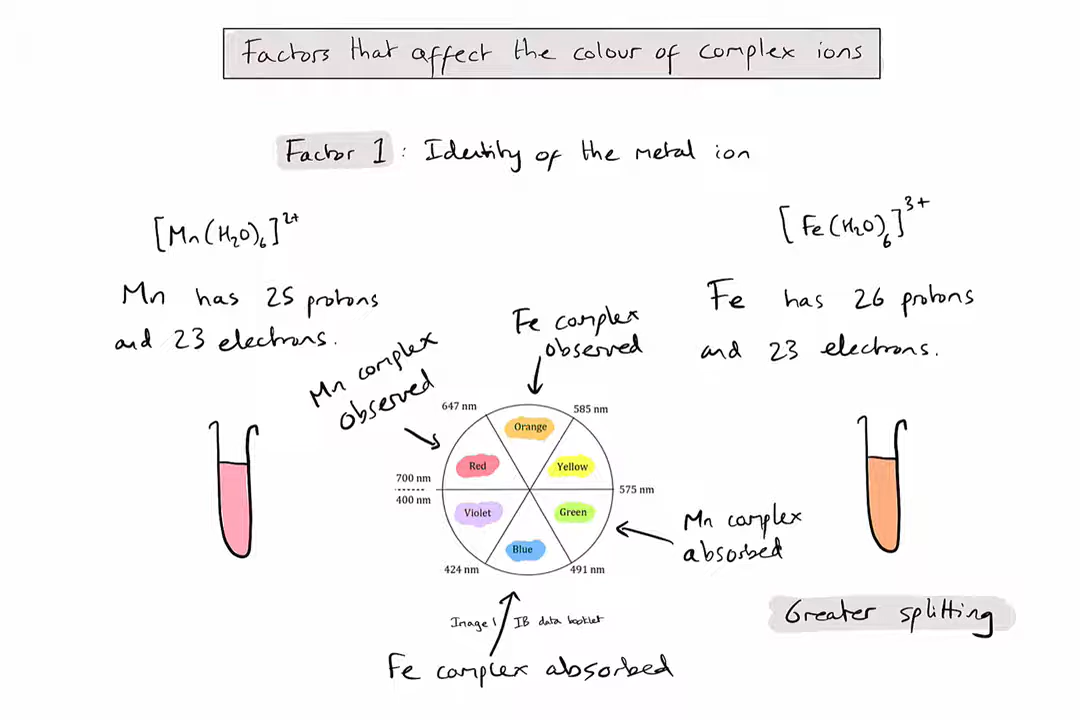 Factors that affect the colour of complex ions
Factor 1 : Identity of the metal ion
[Mn(H₂O)₆]²⁺
Mn has 25 protons
and 23 electrons.
[Fe(H₂O)₆]³⁺
Fe has 26 protons
and 23 electrons.
Mn complex
observed
Fe complex
observed
647 nm
585 nm
Orange
Red
Yellow
700 nm
400 nm
575 nm
Violet
Green
Blue
424 nm
491 nm
Mn complex
absorbed
Image 1 IB data booklet
Fe complex absorbed
Greater splitting